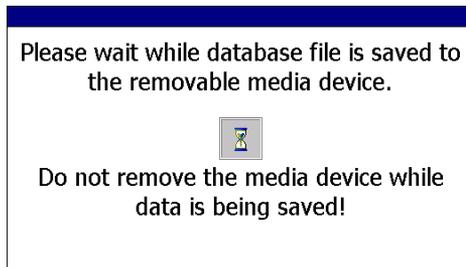 Please wait while database file is saved to
the removable media device.
Do not remove the media device while
data is being saved!